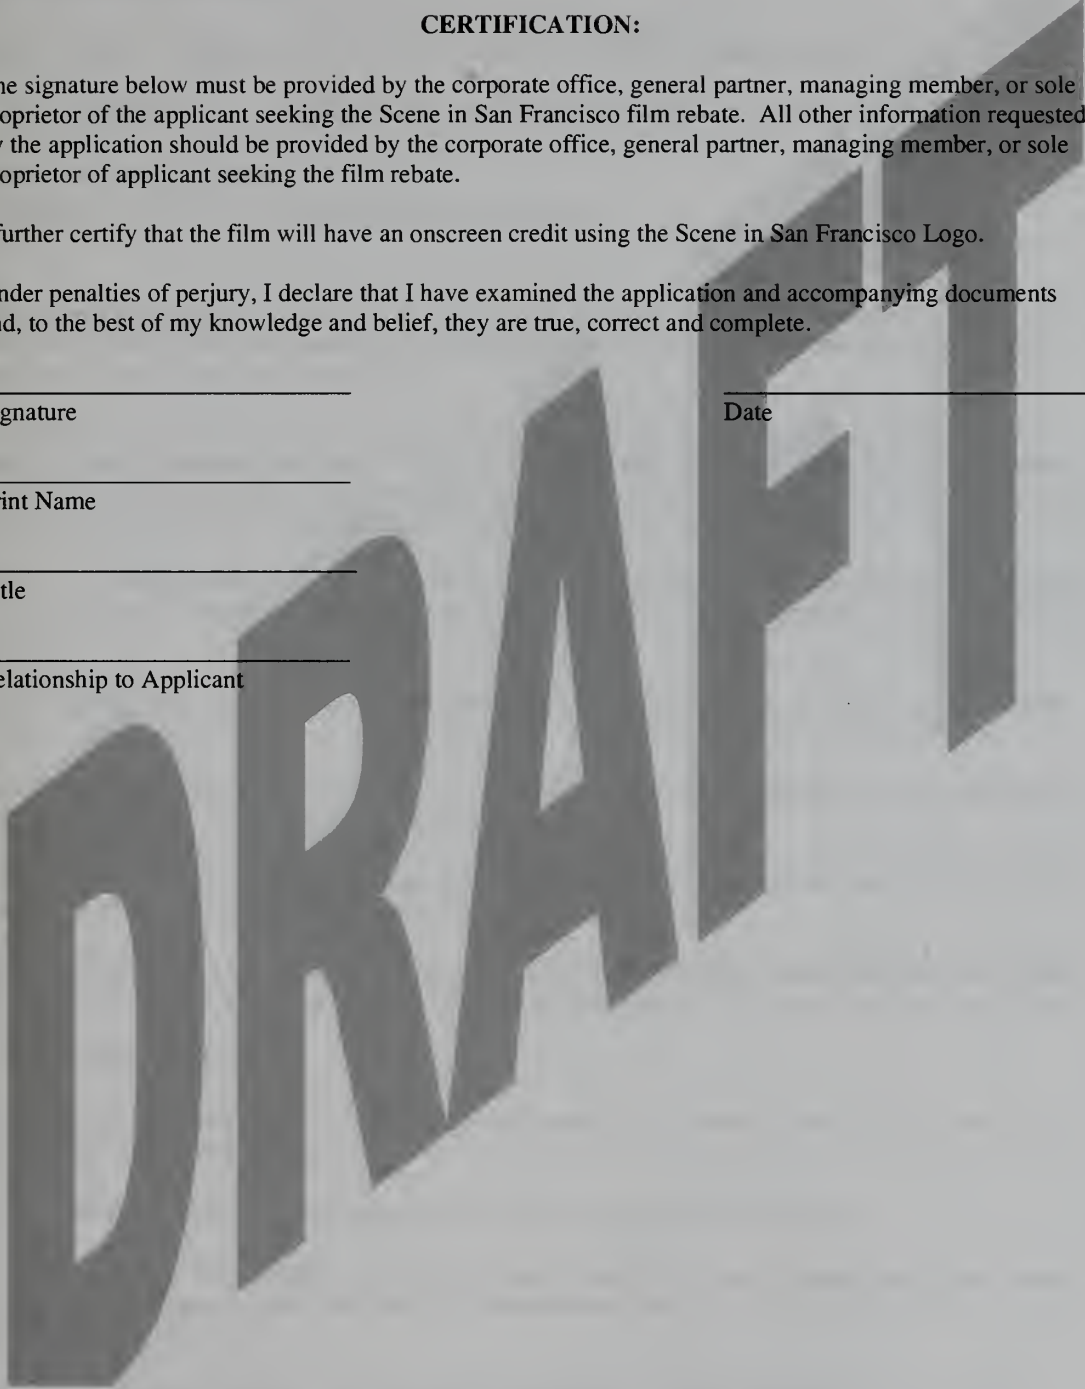 CERTIFICATION:
he signature below must be provided by the corporate office, general partner, managing member, or sole
oprietor of the applicant seeking the Scene in San Francisco film rebate. All other information requested
y the application should be provided by the corporate office, general partner, managing member, or sole
oprietor of applicant seeking the film rebate.
further certify that the film will have an onscreen credit using the Scene in San Francisco Logo.
nder penalties of perjury, I declare that I have examined the application and accompanying documents
nd, to the best of my knowledge and belief, they are true, correct and complete.
gnature
Date
rint Name
tle
elationship to Applicant
DRAFT